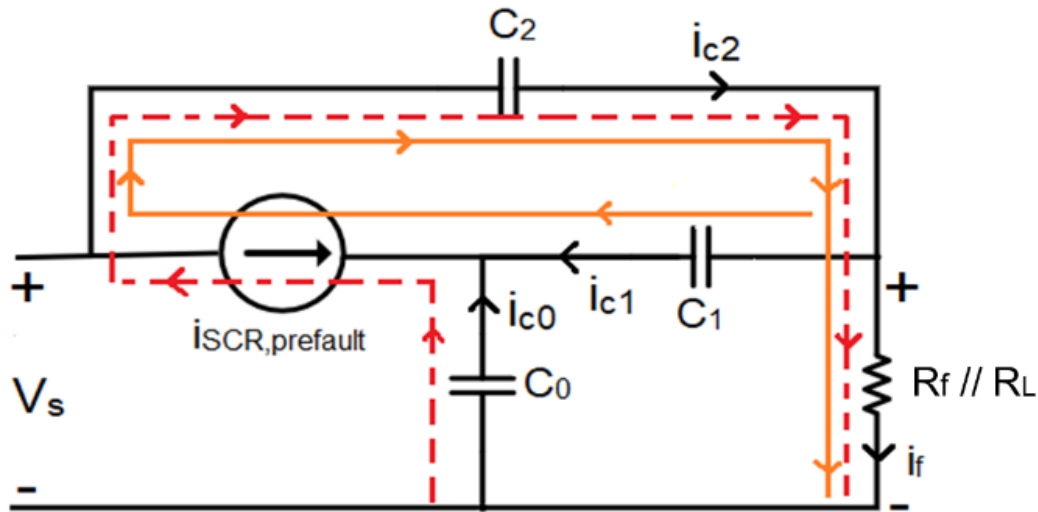 C2
ic2
+
iSCR,prefault
ic0
ic1
C1
+
Vs
C0
Rf // RL
if
-
-